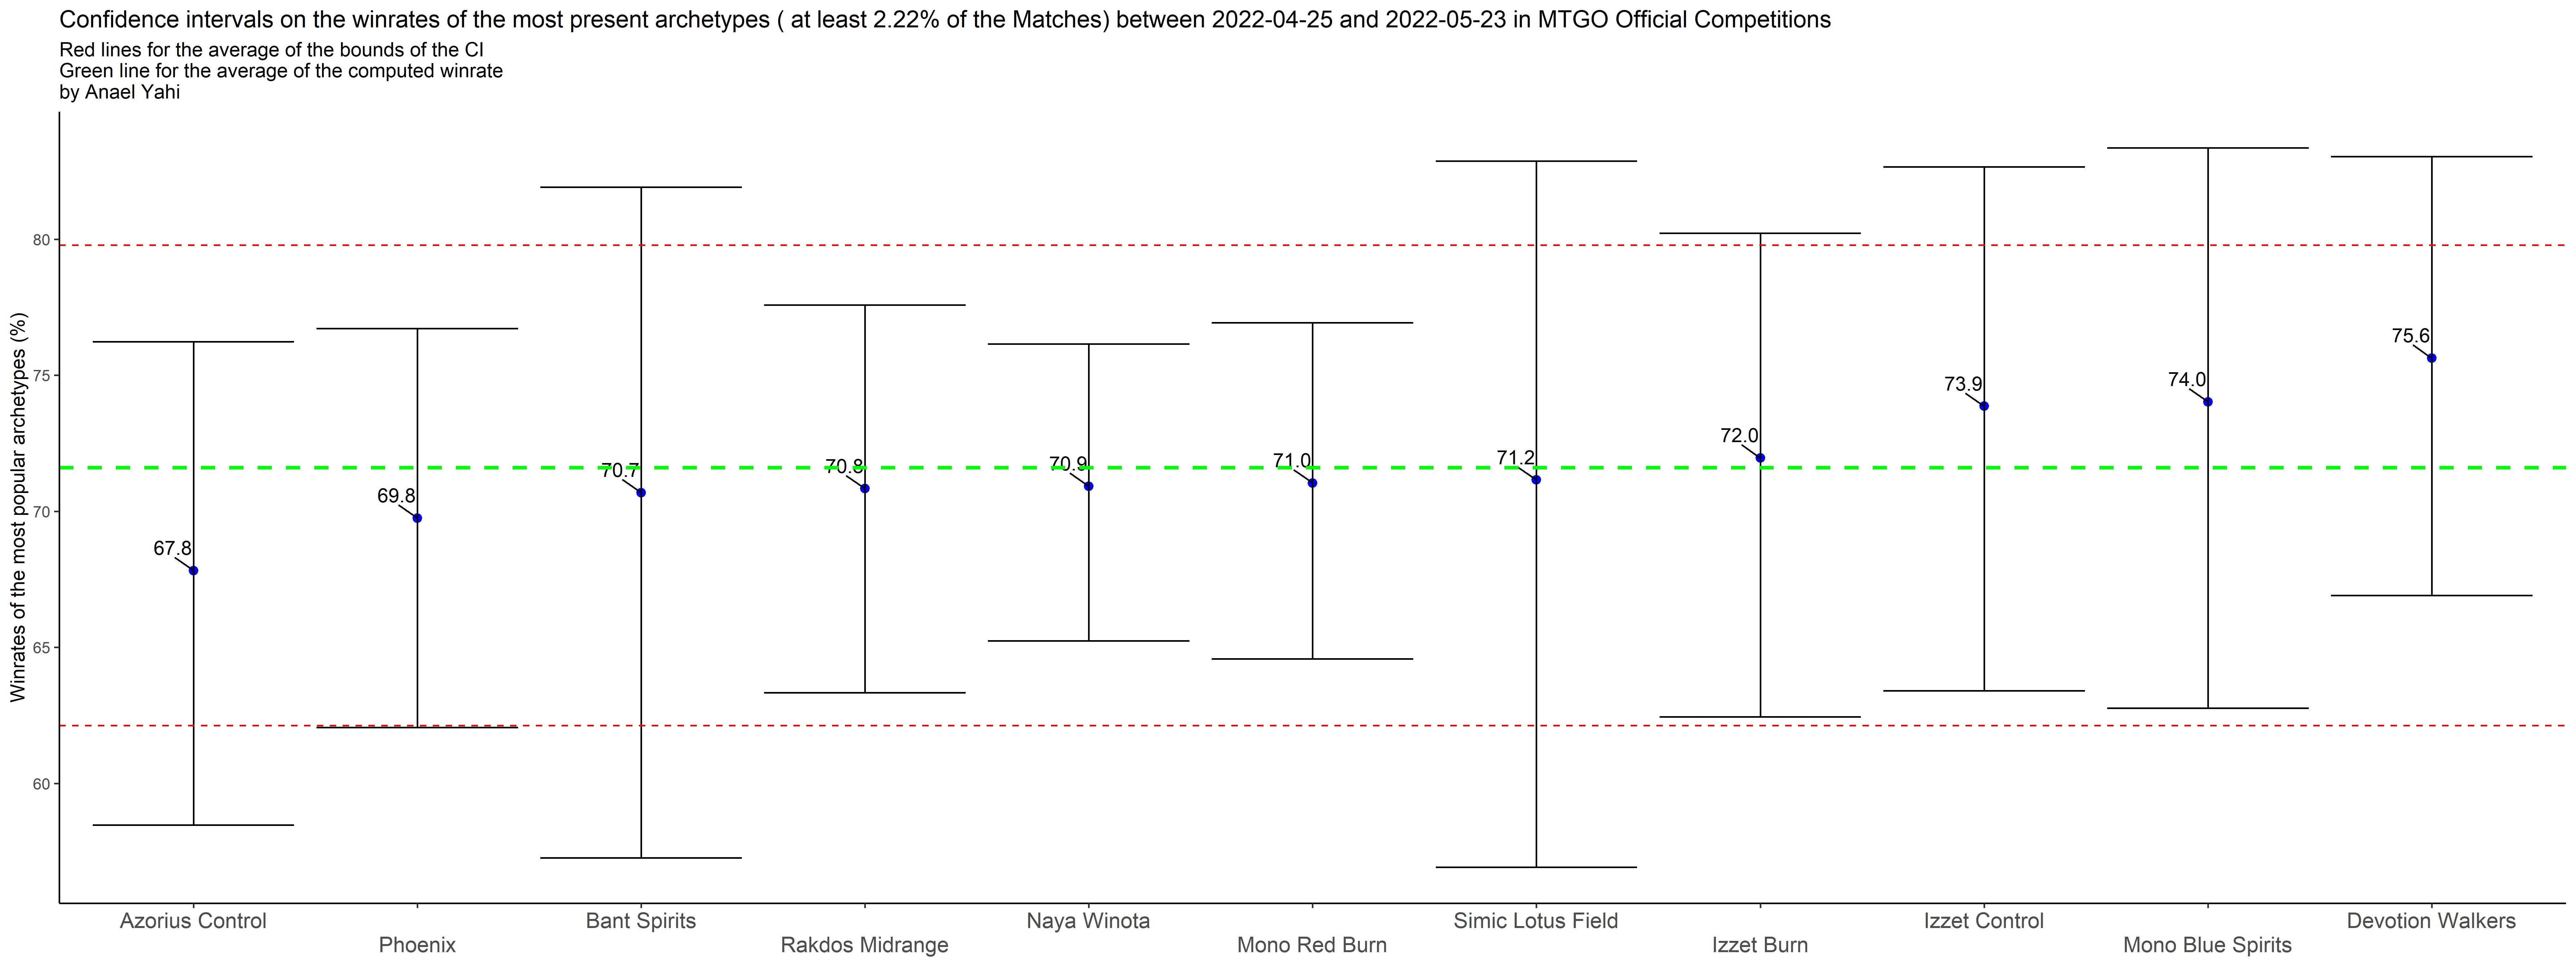 Confidence intervals on the winrates of the most present archetypes ( at least 2.22% of the Matches) between 2022-04-25 and 2022-05-23 in MTGO Official Competitions
Red lines for the average of the bounds of the CI
Green line for the average of the computed winrate
by Anael Yahi
Winrates of the most popular archetypes (%)
80
75
70
65
60
67.8
69.8
70.7
70.8
70.9
71.0
71.2
72.0
73.9
74.0
75.6
Azorius Control
Phoenix
Bant Spirits
Rakdos Midrange
Naya Winota
Mono Red Burn
Simic Lotus Field
Izzet Burn
Izzet Control
Mono Blue Spirits
Devotion Walkers